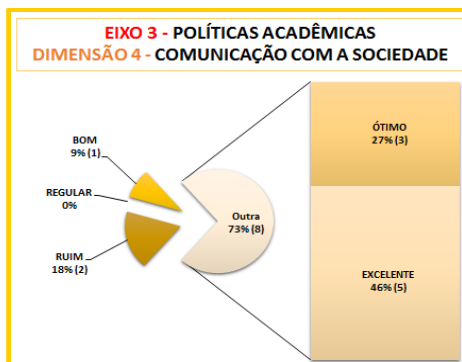 EIXO 3 - POLÍTICAS ACADÊMICAS
DIMENSÃO 4 - COMUNICAÇÃO COM A SOCIEDADE
BOM
9% (1)
REGULAR
0%
RUIM
18% (2)
Outra
73% (8)
ÓTIMO
27% (3)
EXCELENTE
46% (5)